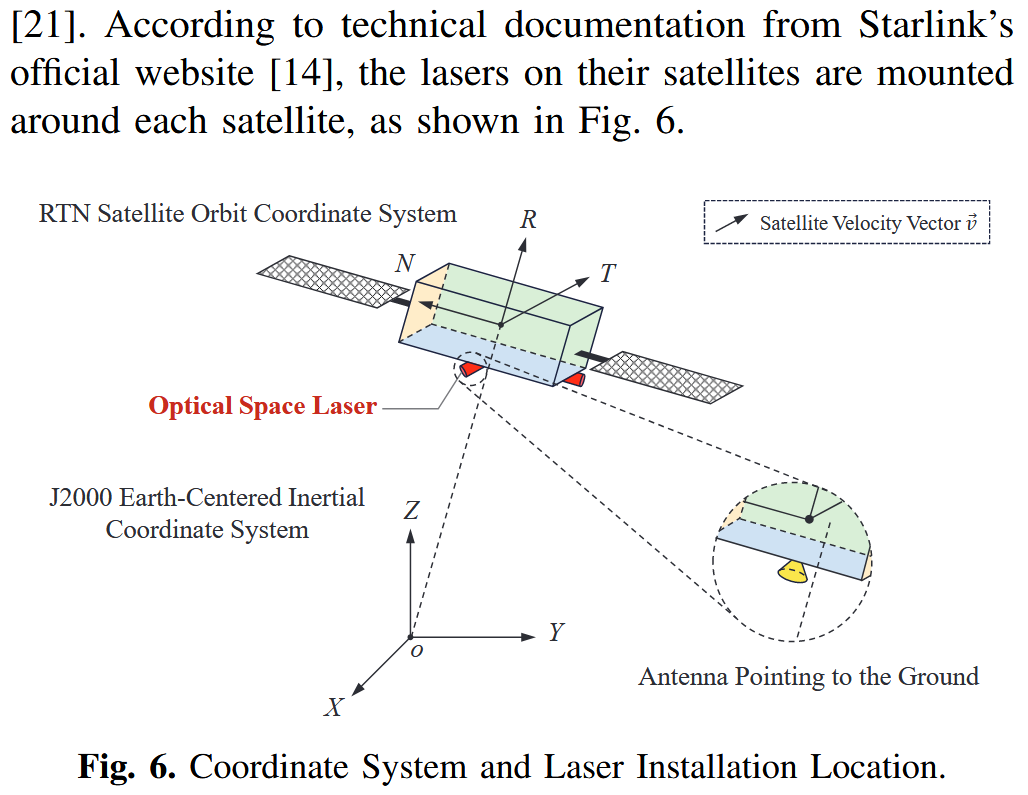 [21]. According to technical documentation from Starlink's
official website [14], the lasers on their satellites are mounted
around each satellite, as shown in Fig. 6.
RTN Satellite Orbit Coordinate System
R
Satellite Velocity Vector v⃗
N
T
Optical Space Laser
J2000 Earth-Centered Inertial
Coordinate System
Z
Y
o
X
Antenna Pointing to the Ground
Fig. 6. Coordinate System and Laser Installation Location.